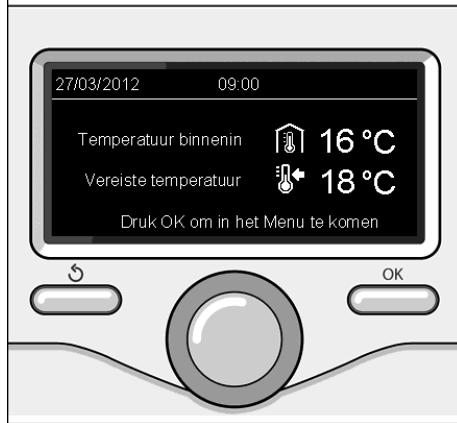 27/03/2012 09:00
Temperatuur binnenin 16 °C
Vereiste temperatuur 18 °C
Druk OK om in het Menu te komen
OK